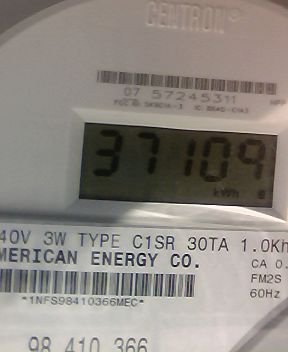 CENTRON®
07 57245311
37109
kWh
40V 3W TYPE C1SR 30TA 1.0Kh
MERICAN ENERGY CO.
CA 0.
FM2S
*1NFS98410366MEC*
60Hz
98 410 366